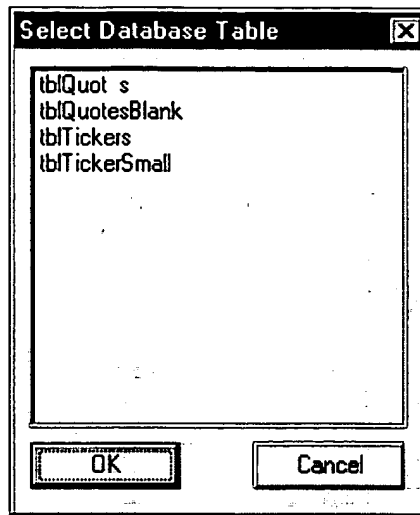 Select Database Table
tblQuot s
tblQuotesBlank
tblTickers
tblTickerSmall
OK
Cancel